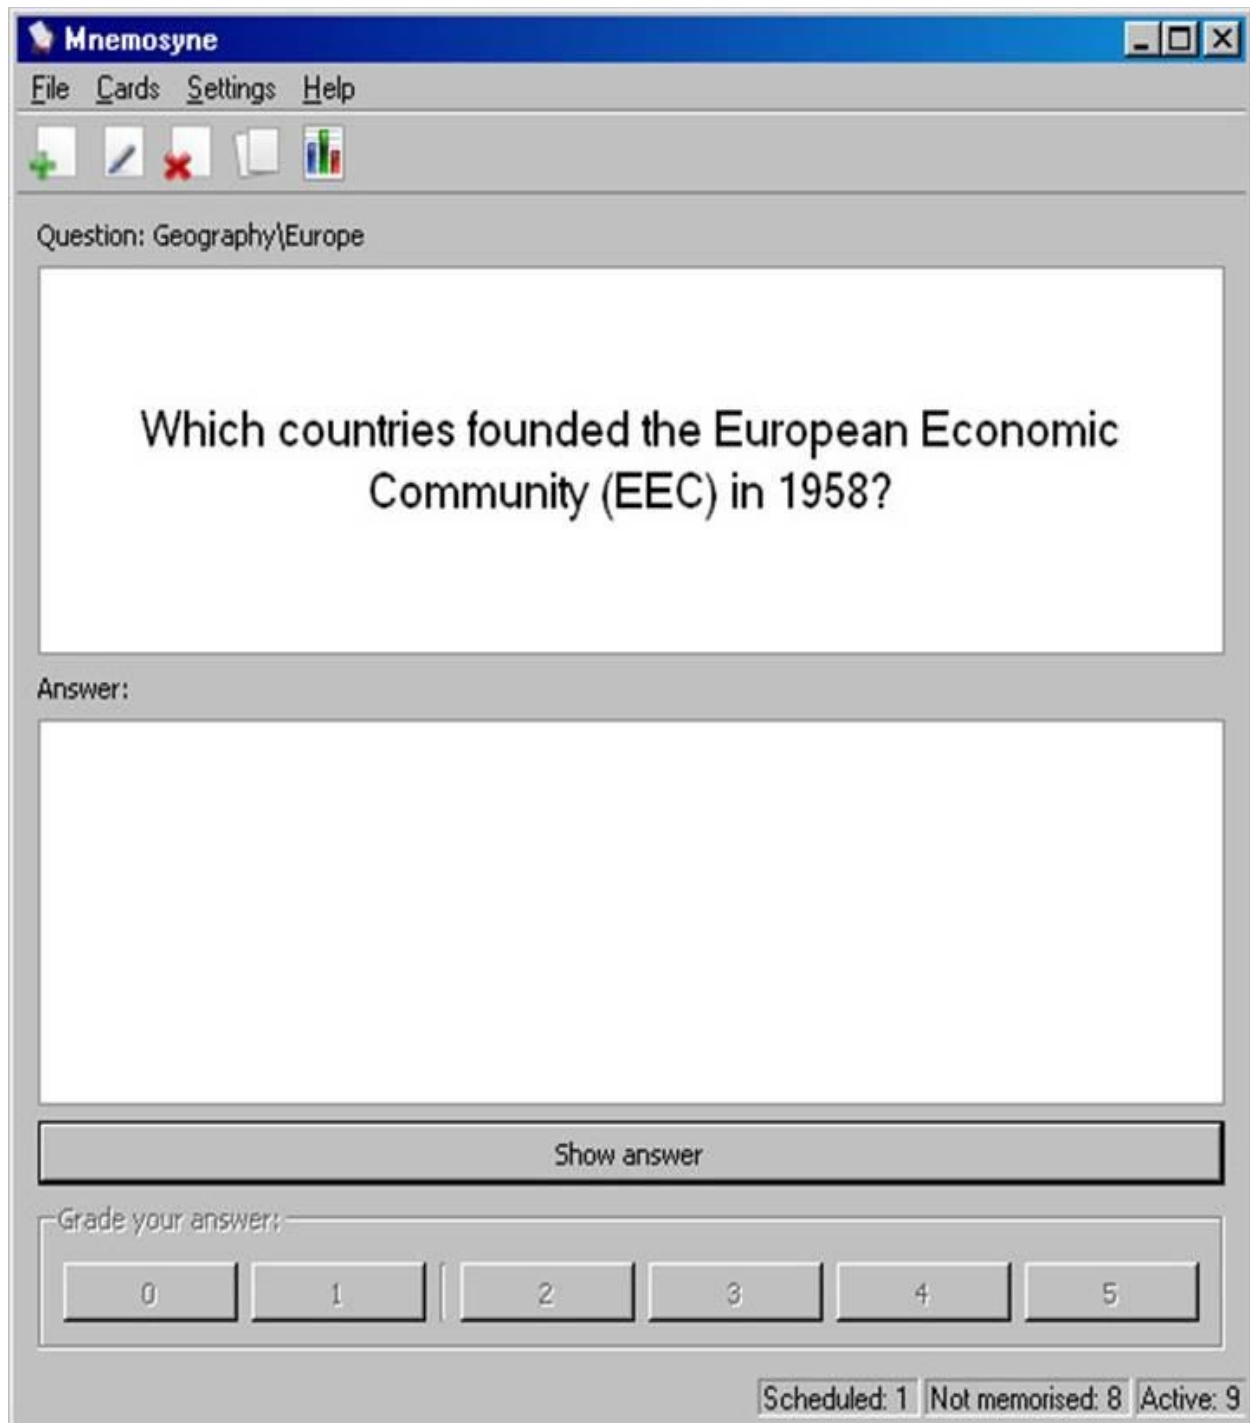 Mnemosyne
File Cards Settings Help
Question: Geography\Europe
Which countries founded the European Economic
Community (EEC) in 1958?
Answer:
Show answer
Grade your answer:
0 1 2 3 4 5
Scheduled: 1 Not memorised: 8 Active: 9